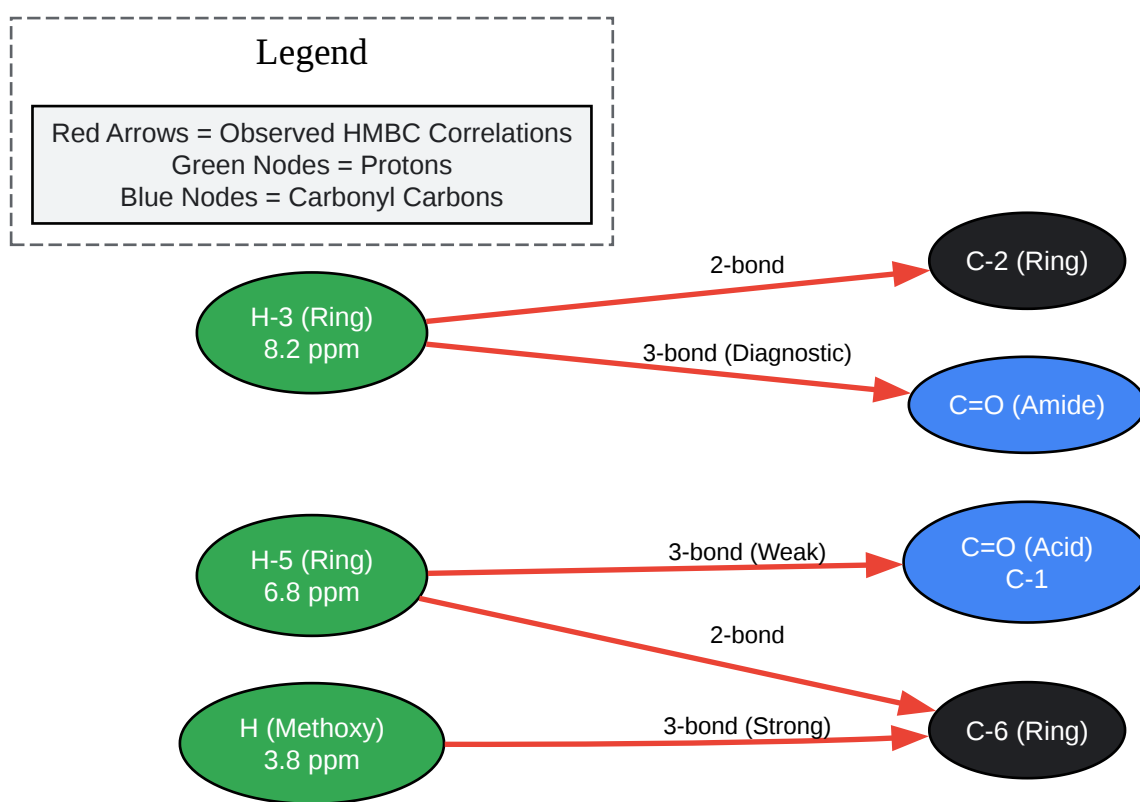 Legend
Red Arrows = Observed HMBC Correlations
Green Nodes = Protons
Blue Nodes = Carbonyl Carbons
H-3 (Ring)
8.2 ppm
2-bond
C-2 (Ring)
3-bond (Diagnostic)
C=O (Amide)
H-5 (Ring)
6.8 ppm
3-bond (Weak)
C=O (Acid)
C-1
2-bond
H (Methoxy)
3.8 ppm
3-bond (Strong)
C-6 (Ring)